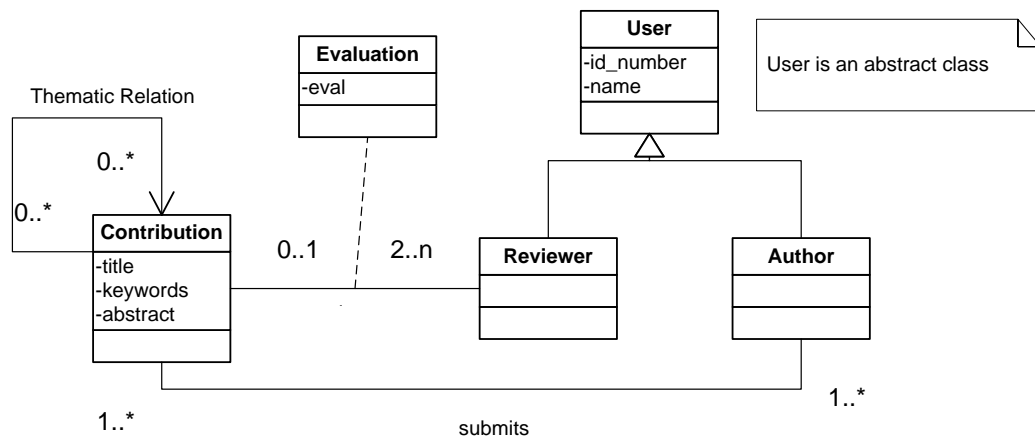 User
-id_number
-name
User is an abstract class
Evaluation
-eval
Thematic Relation
0..*
0..*
Contribution
-title
-keywords
-abstract
0..1
2..n
Reviewer
Author
1..*
submits
1..*